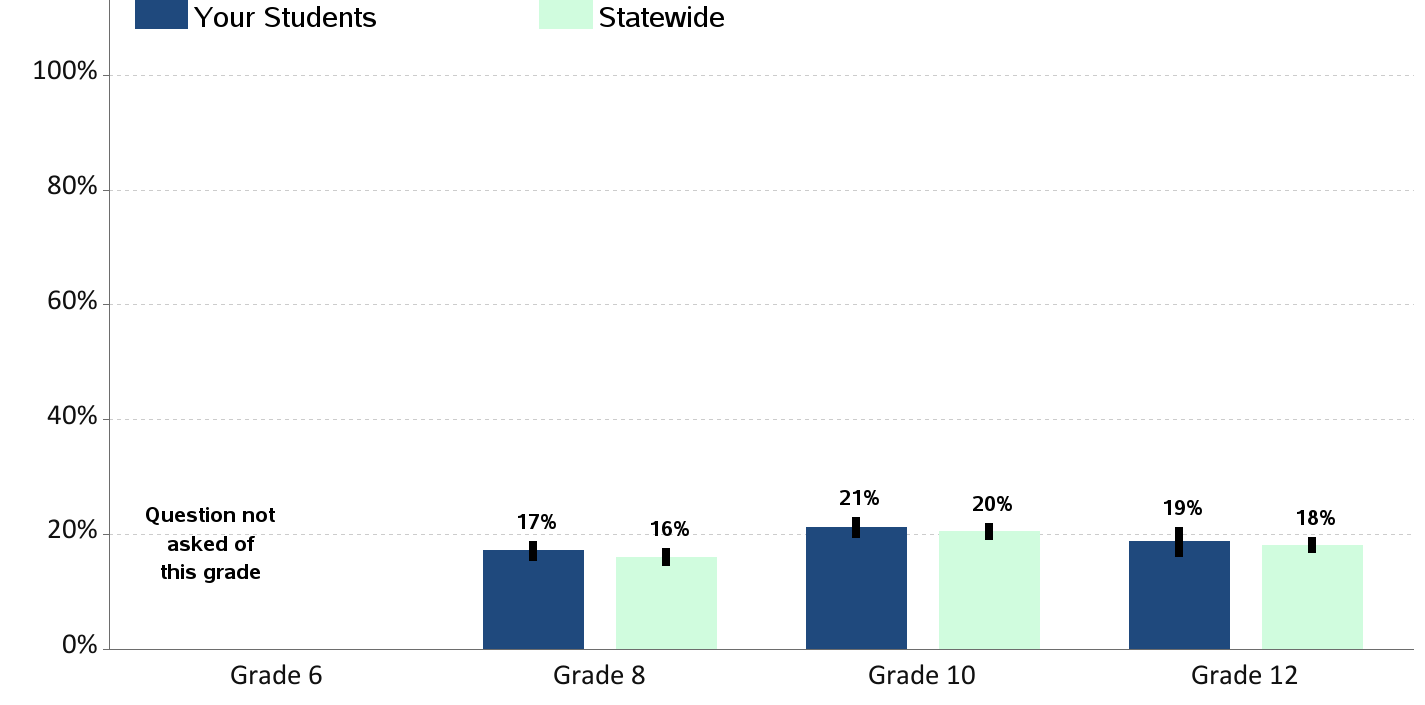 Your Students
Statewide
100%
80%
60%
40%
20%
0%
Question not
asked of
this grade
17%
16%
21%
20%
19%
18%
Grade 6
Grade 8
Grade 10
Grade 12